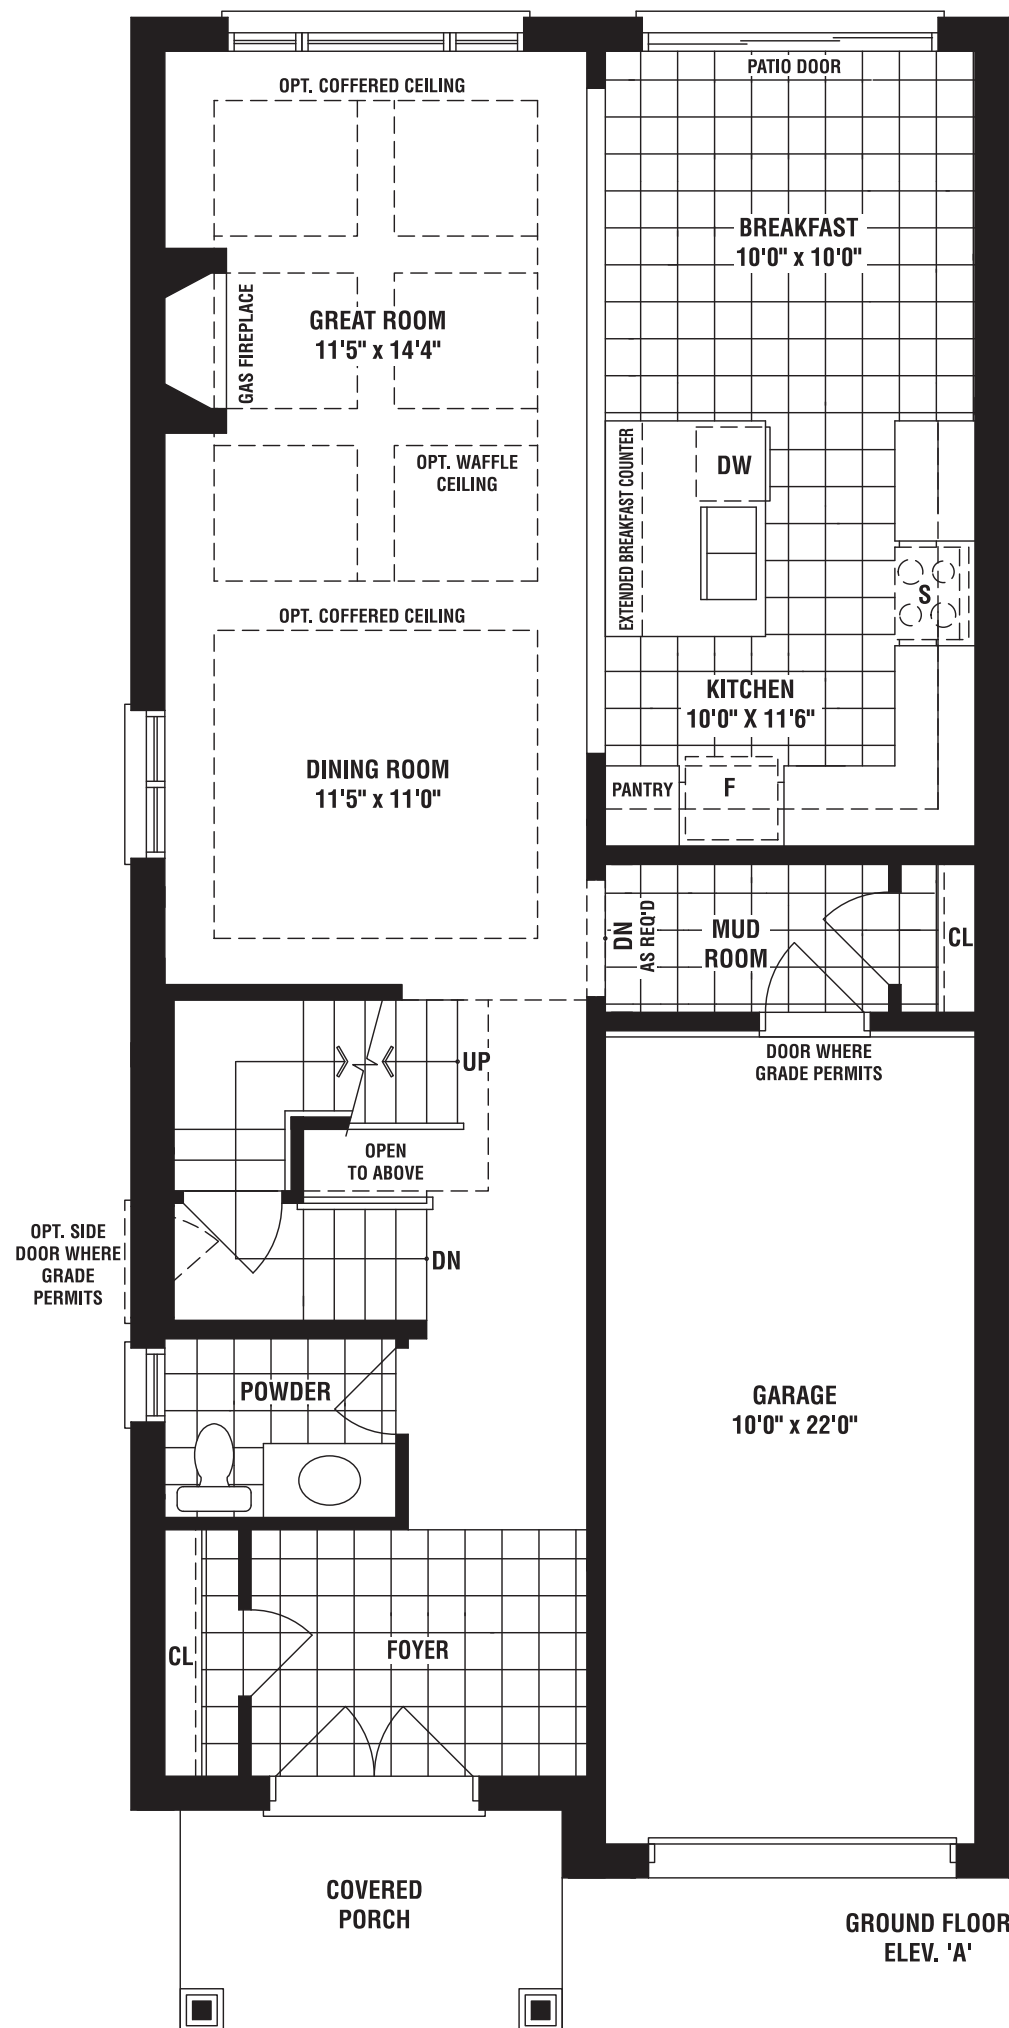 OPT. COFFERED CEILING
PATIO DOOR
BREAKFAST
10'0" x 10'0"
GAS FIREPLACE
GREAT ROOM
11'5" x 14'4"
OPT. WAFFLE
CEILING
EXTENDED BREAKFAST COUNTER
DW
S
OPT. COFFERED CEILING
KITCHEN
10'0" X 11'6"
DINING ROOM
11'5" x 11'0"
PANTRY
F
DN
AS REQ'D
MUD
ROOM
CL
DOOR WHERE
GRADE PERMITS
UP
OPEN
TO ABOVE
OPT. SIDE
DOOR WHERE
GRADE
PERMITS
DN
POWDER
GARAGE
10'0" x 22'0"
CL
FOYER
COVERED
PORCH
GROUND FLOOR
ELEV. 'A'